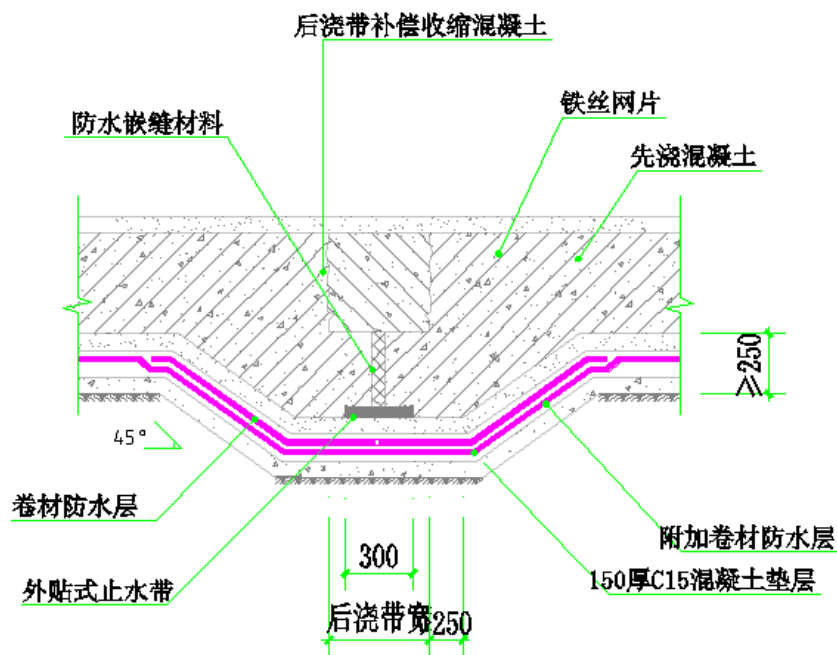 后浇带补偿收缩混凝土
防水嵌缝材料
铁丝网片
先浇混凝土
≥250
45°
卷材防水层
外贴式止水带
附加卷材防水层
150厚C15混凝土垫层
300
后浇带宽
250